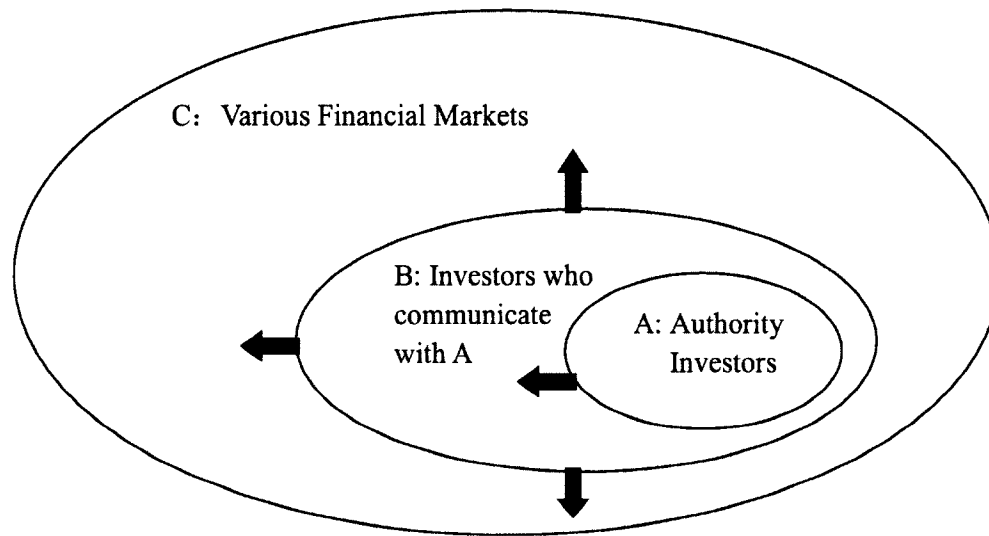 C: Various Financial Markets
B: Investors who
communicate
with A
A: Authority
Investors